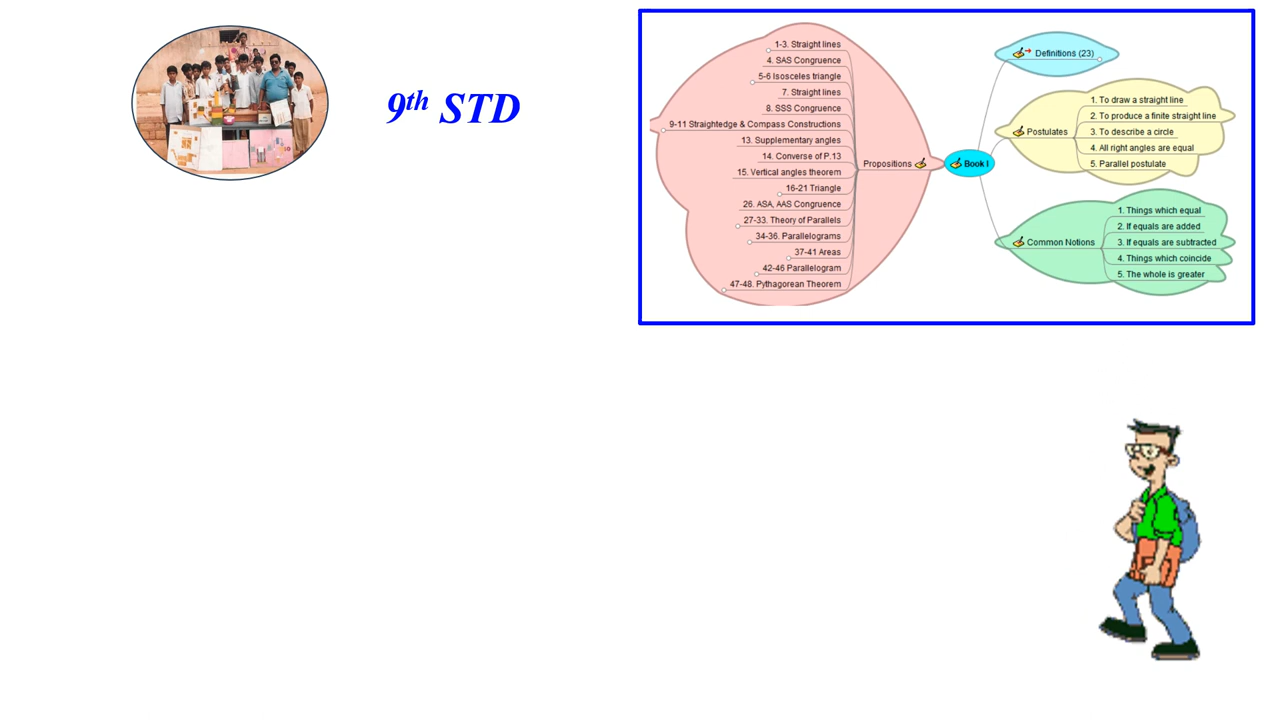 9th STD
1-3. Straight lines
4. SAS Congruence
5-6 Isosceles triangle
7. Straight lines
8. SSS Congruence
9-11 Straightedge & Compass Constructions
13. Supplementary angles
14. Converse of P.13
15. Vertical angles theorem
16-21 Triangle
26. ASA, AAS Congruence
27-33. Theory of Parallels
34-36. Parallelograms
37-41 Areas
42-46 Parallelogram
47-48. Pythagorean Theorem
Propositions
Book I
Definitions (23)
Postulates
1. To draw a straight line
2. To produce a finite straight line
3. To describe a circle
4. All right angles are equal
5. Parallel postulate
Common Notions
1. Things which equal
2. If equals are added
3. If equals are subtracted
4. Things which coincide
5. The whole is greater